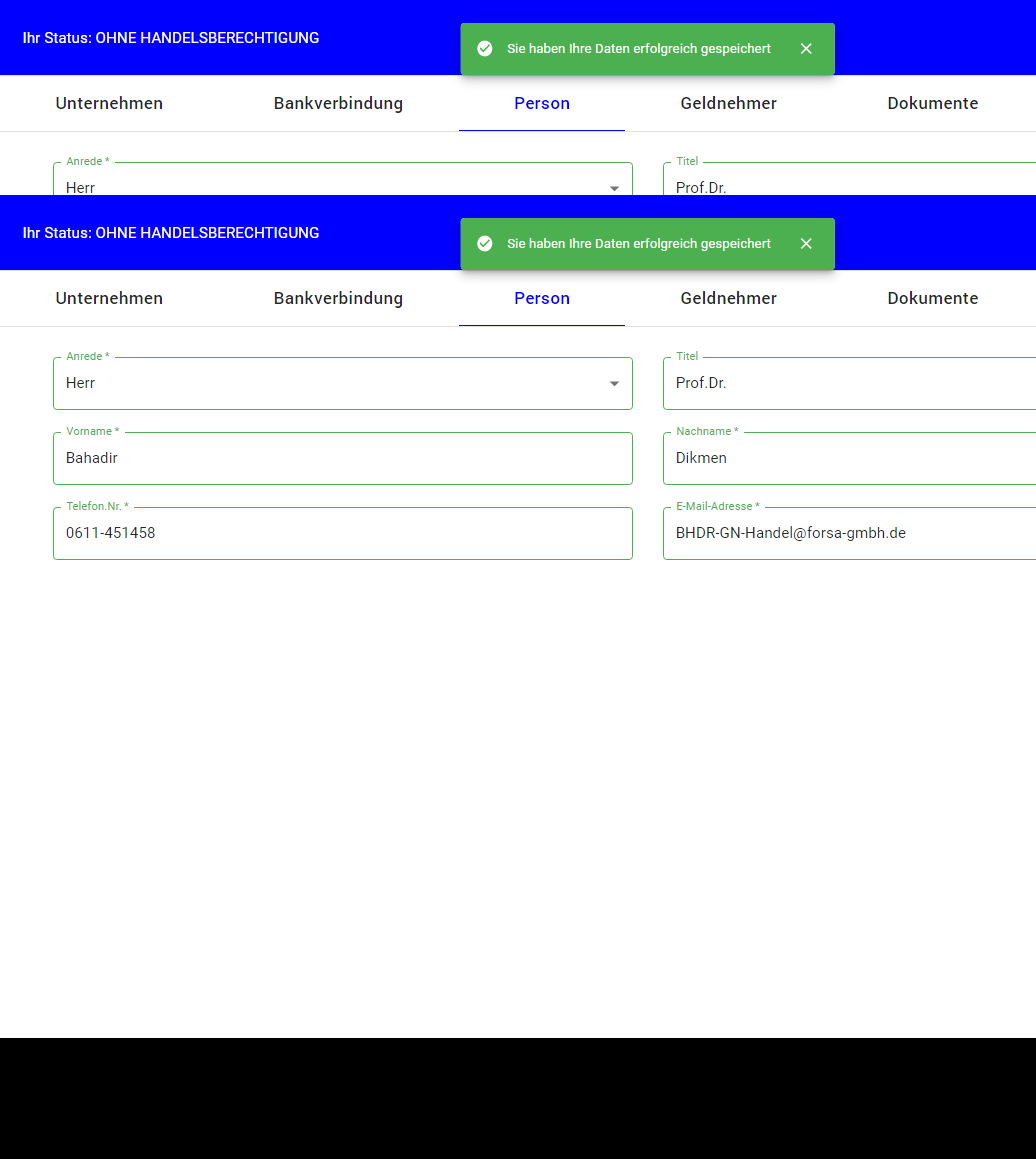 Ihr Status: OHNE HANDELSBERECHTIGUNG
Sie haben Ihre Daten erfolgreich gespeichert
Unternehmen Bankverbindung Person Geldnehmer Dokumente
Anrede * Titel
Herr Prof.Dr.
Ihr Status: OHNE HANDELSBERECHTIGUNG
Sie haben Ihre Daten erfolgreich gespeichert
Unternehmen Bankverbindung Person Geldnehmer Dokumente
Anrede * Titel
Herr Prof.Dr.
Vorname * Nachname *
Bahadir Dikmen
Telefon.Nr. * E-Mail-Adresse *
0611-451458 BHDR-GN-Handel@forsa-gmbh.de